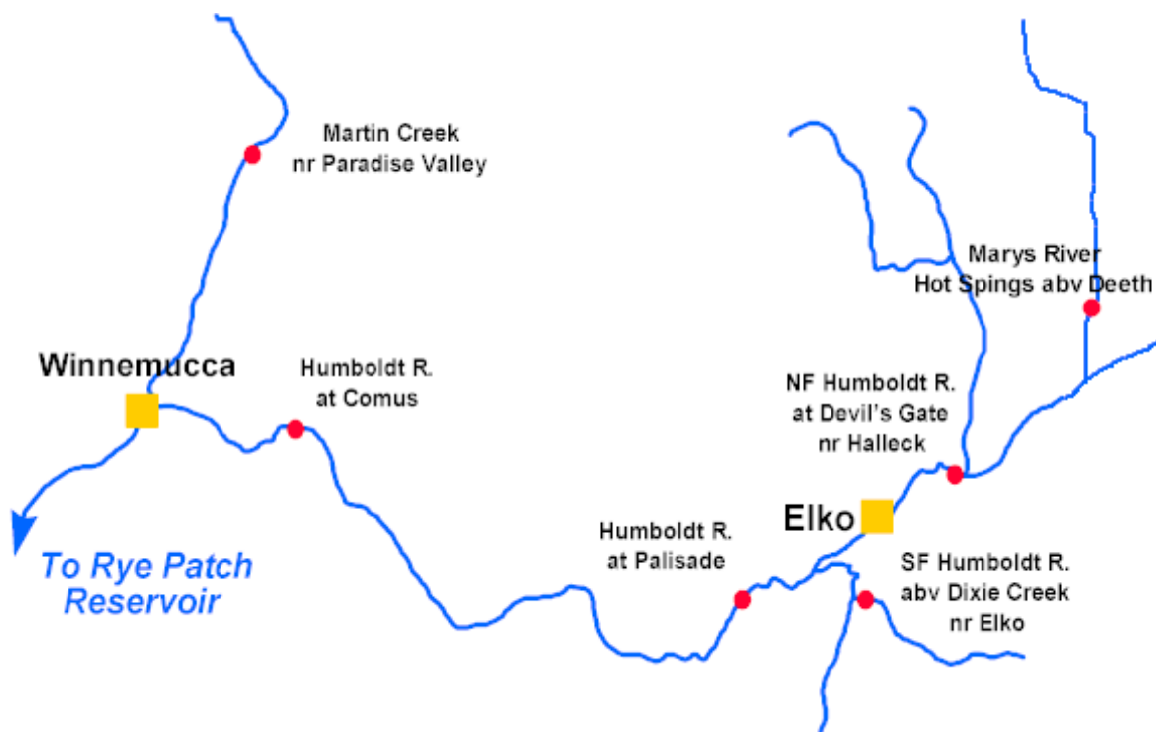 Martin Creek
nr Paradise Valley
Marys River
Hot Spings abv Deeth
Winnemucca
Humboldt R.
at Comus
NF Humboldt R.
at Devil's Gate
nr Halleck
Elko
Humboldt R.
at Palisade
SF Humboldt R.
abv Dixie Creek
nr Elko
To Rye Patch
Reservoir